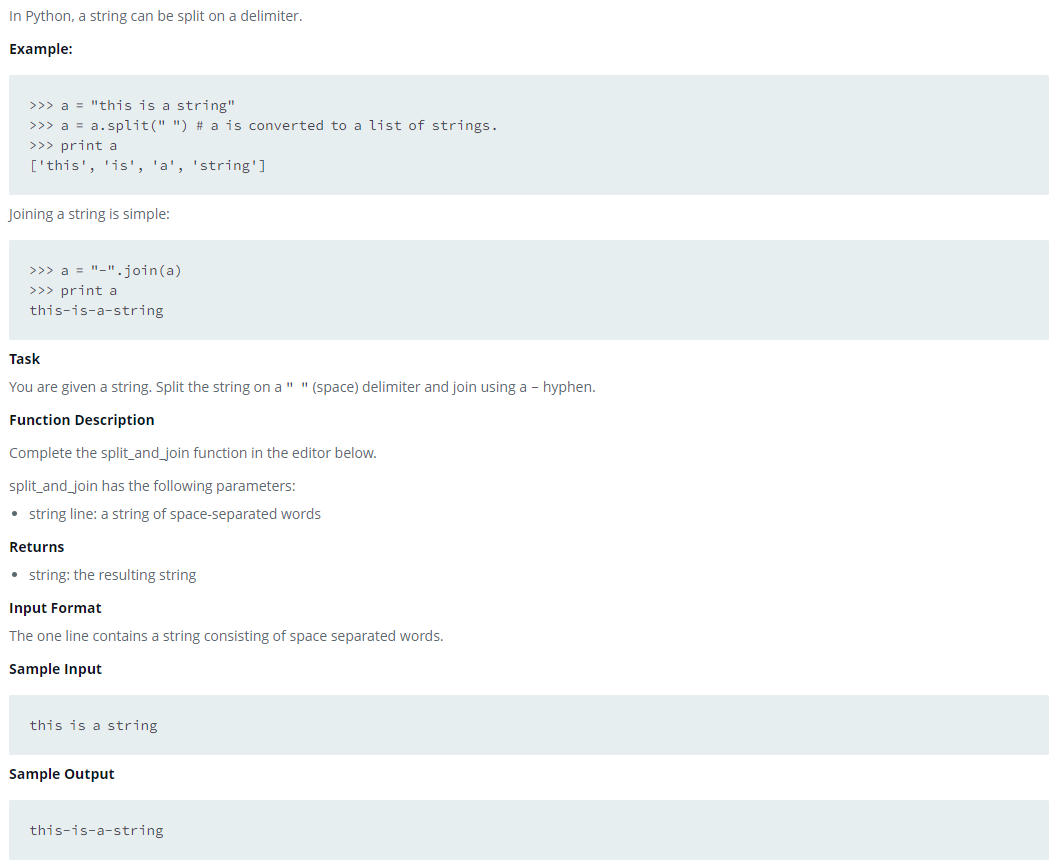 In Python, a string can be split on a delimiter.
Example:
>>> a = "this is a string"
>>> a = a.split(" ") # a is converted to a list of strings.
>>> print a
['this', 'is', 'a', 'string']
Joining a string is simple:
>>> a = "-".join(a)
>>> print a
this-is-a-string
Task
You are given a string. Split the string on a " " (space) delimiter and join using a - hyphen.
Function Description
Complete the split_and_join function in the editor below.
split_and_join has the following parameters:
• string line: a string of space-separated words
Returns
• string: the resulting string
Input Format
The one line contains a string consisting of space separated words.
Sample Input
this is a string
Sample Output
this-is-a-string